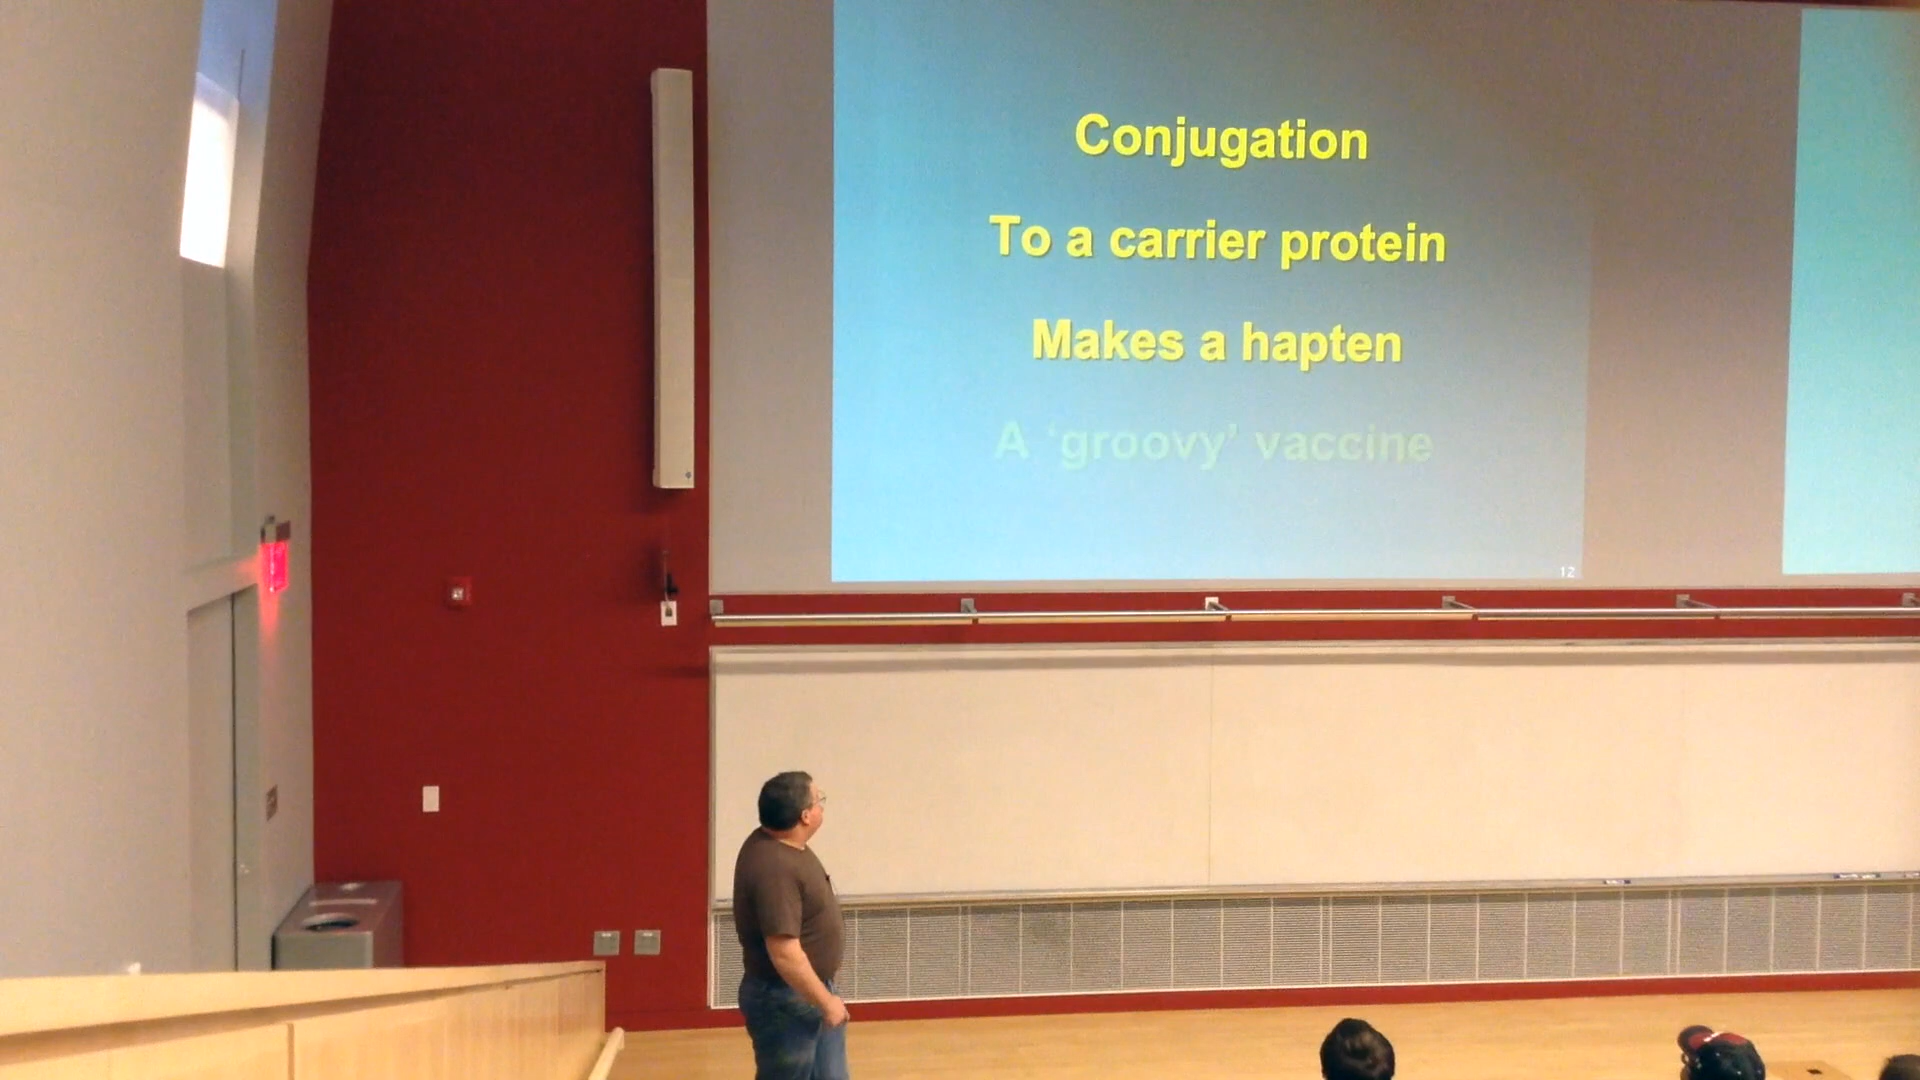 Conjugation
To a carrier protein
Makes a hapten
A ‘groovy’ vaccine
12